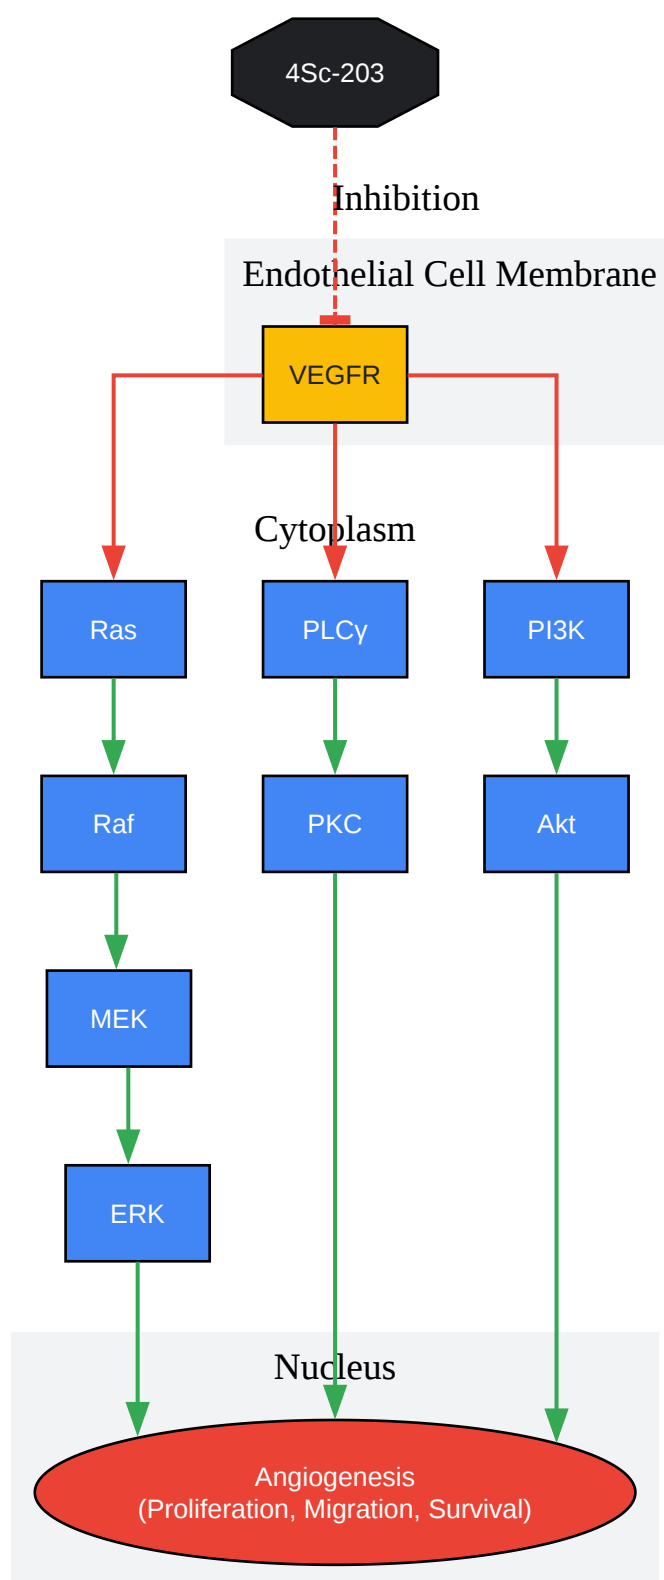 4Sc-203
Inhibition
Endothelial Cell Membrane
VEGFR
Cytoplasm
Ras
PLCγ
PI3K
Raf
PKC
Akt
MEK
ERK
Nucleus
Angiogenesis
(Proliferation, Migration, Survival)